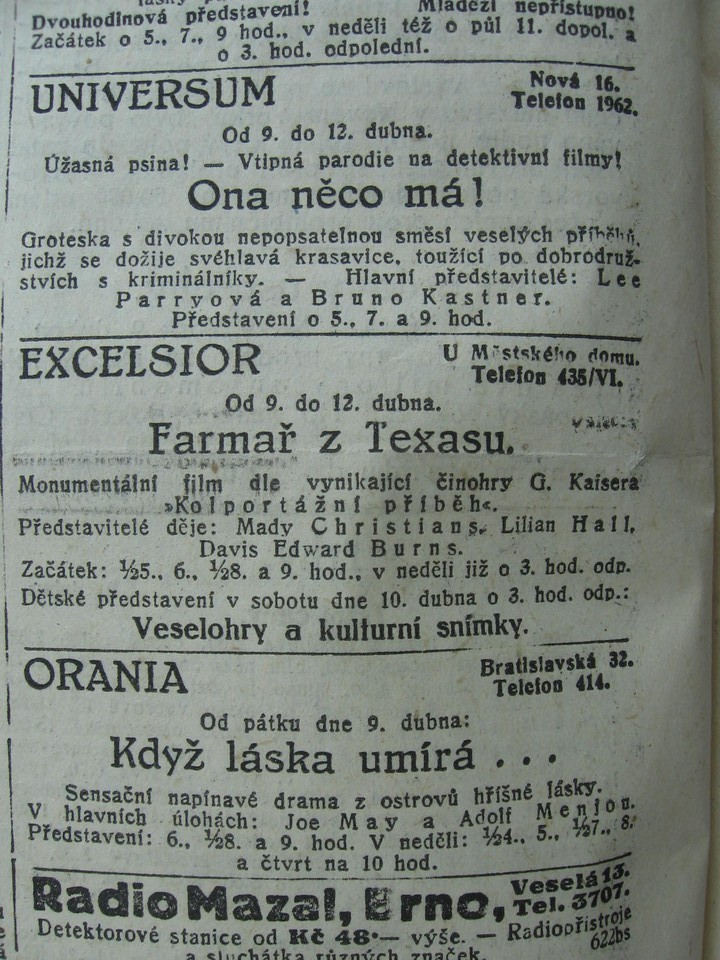 Dvouhodinová představení! Mládeži nepřístupno!
Začátek o 5., 7., 9 hod., v neděli též o půl 11. dopol. a
o 3. hod. odpolední.
UNIVERSUM Nová 16.
Telefon 1962.
Od 9. do 12. dubna.
Úžasná psina! — Vtipná parodie na detektivní filmy!
Ona něco má!
Groteska s divokou nepopsatelnou směsí veselých příběhů,
jichž se dožije svéhlavá krasavice, toužící po dobrodruž-
stvích s kriminálníky. — Hlavní představitelé: Lee
Parryová a Bruno Kastner.
Představení o 5., 7. a 9. hod.
EXCELSIOR U Městského domu.
Telefon 435/VI.
Od 9. do 12. dubna.
Farmař z Texasu.
Monumentální film dle vynikající činohry G. Kaisera
»Kolportážní příběh«.
Představitelé děje: Mady Christians, Lilian Hall,
Davis Edward Burns.
Začátek: ½5., 6., ½8. a 9. hod., v neděli již o 3. hod. odp.
Dětské představení v sobotu dne 10. dubna o 3. hod. odp.:
Veselohry a kulturní snímky.
ORANIA Bratislavská 32.
Telefon 414.
Od pátku dne 9. dubna:
Když láska umírá . . .
Sensační napínavé drama z ostrovů hříšné lásky.
V hlavních úlohách: Joe May a Adolf Menjou.
Představení: 6., ½8. a 9. hod. V neděli: ½4., 5., ½7., 8.
a čtvrt na 10 hod.
Radio Mazal, Brno, Veselá 13.
Tel. 3707.
Detektorové stanice od Kč 48·— výše. — Radiopřístroje
622bs
a sluchátka různých značek.